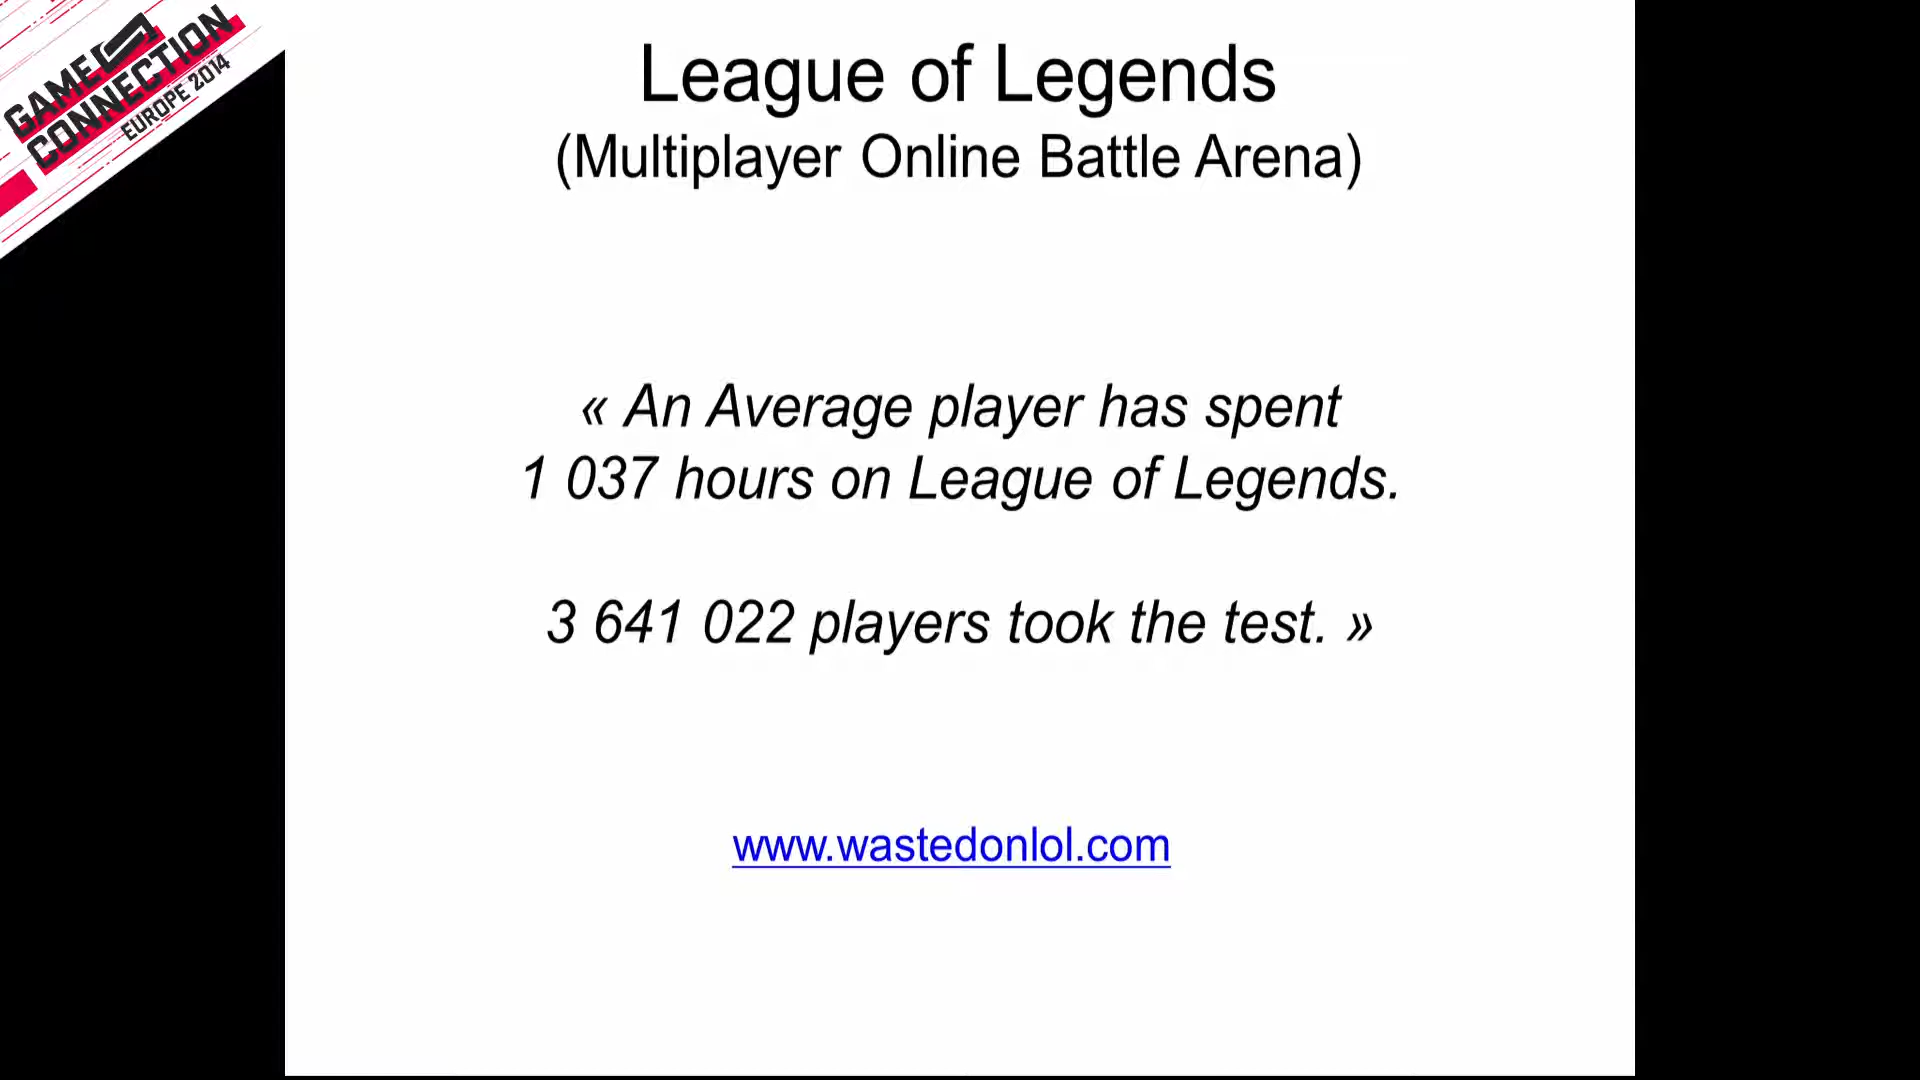 GAME
CONNECTION
EUROPE 2014
League of Legends
(Multiplayer Online Battle Arena)
« An Average player has spent
1 037 hours on League of Legends.
3 641 022 players took the test. »
www.wastedonlol.com